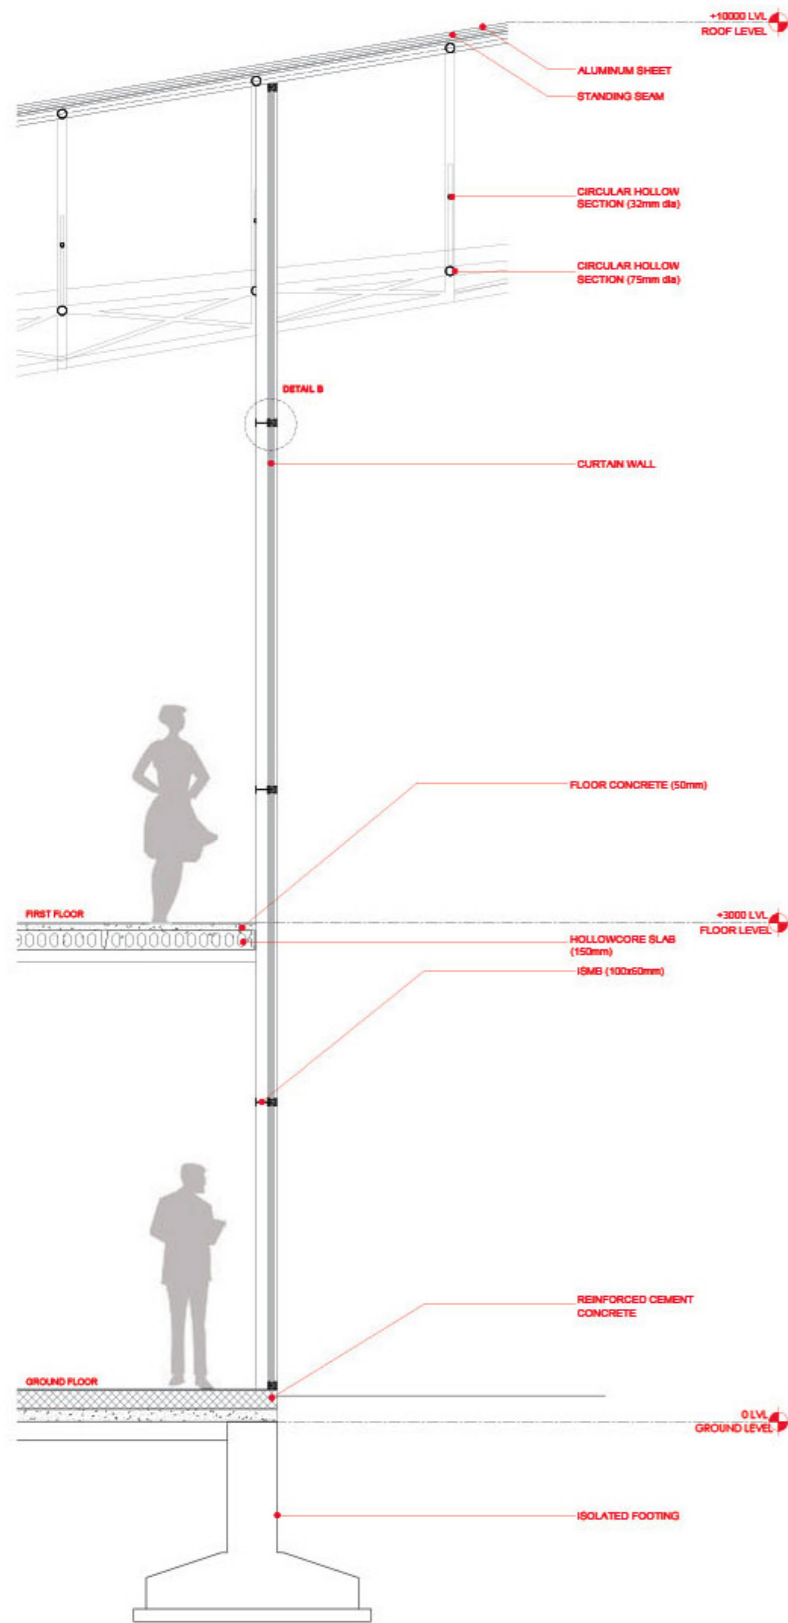 +10000 LVL
ROOF LEVEL
ALUMINUM SHEET
STANDING SEAM
CIRCULAR HOLLOW
SECTION (32mm dia)
CIRCULAR HOLLOW
SECTION (75mm dia)
DETAIL B
CURTAIN WALL
FLOOR CONCRETE (50mm)
FIRST FLOOR
+3000 LVL
FLOOR LEVEL
HOLLOWCORE SLAB
(150mm)
ISMB (100x60mm)
REINFORCED CEMENT
CONCRETE
GROUND FLOOR
0 LVL
GROUND LEVEL
ISOLATED FOOTING